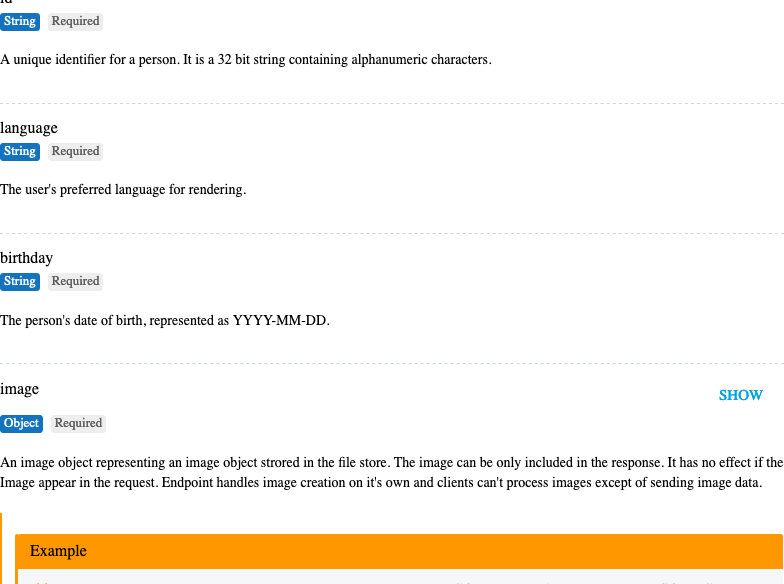 id
String Required
A unique identifier for a person. It is a 32 bit string containing alphanumeric characters.
language
String Required
The user's preferred language for rendering.
birthday
String Required
The person's date of birth, represented as YYYY-MM-DD.
image
SHOW
Object Required
An image object representing an image object strored in the file store. The image can be only included in the response. It has no effect if the
Image appear in the request. Endpoint handles image creation on it's own and clients can't process images except of sending image data.
Example